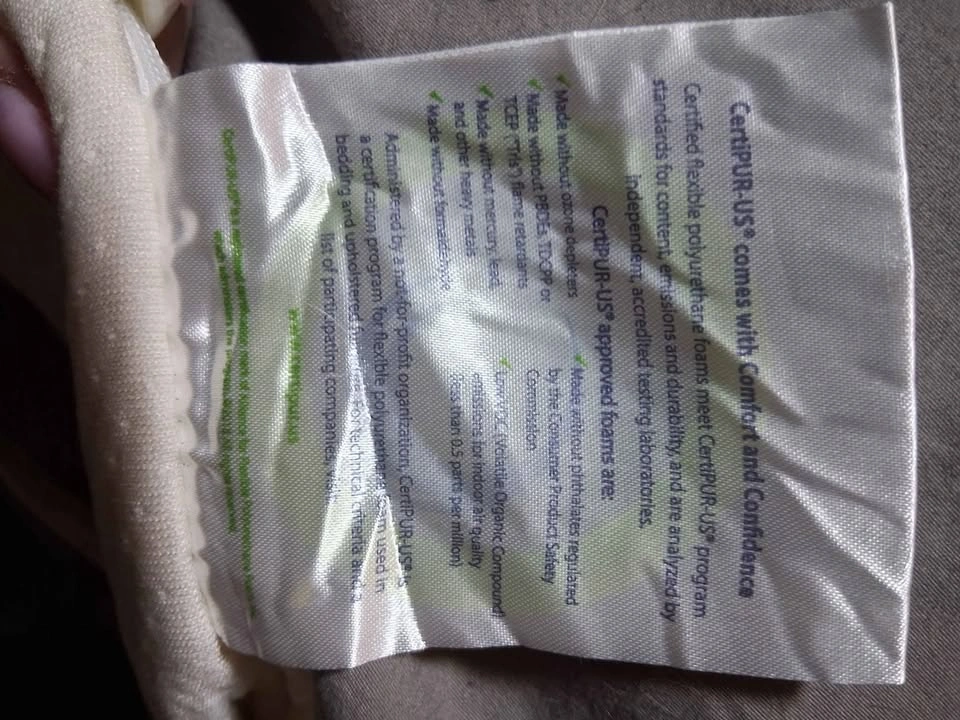 CertiPUR-US® comes with Comfort and Confidence
Certified flexible polyurethane foams meet CertiPUR-US® program
standards for content, emissions and durability, and are analyzed by
independent, accredited testing laboratories.
CertiPUR-US® approved foams are:
✓ Made without ozone depleters
✓ Made without PBDEs, TDCPP or
TCEP ("Tris") flame retardants
✓ Made without mercury, lead,
and other heavy metals
✓ Made without formaldehyde
✓ Made without phthalates regulated
by the Consumer Product Safety
Commission
✓ Low VOC (Volatile Organic Compound)
emissions for indoor air quality
(less than 0.5 parts per million)
Administered by a not-for-profit organization, CertiPUR-US® is
a certification program for flexible polyurethane foam used in
bedding and upholstered For technical criteria and a
list of participating companies, visit